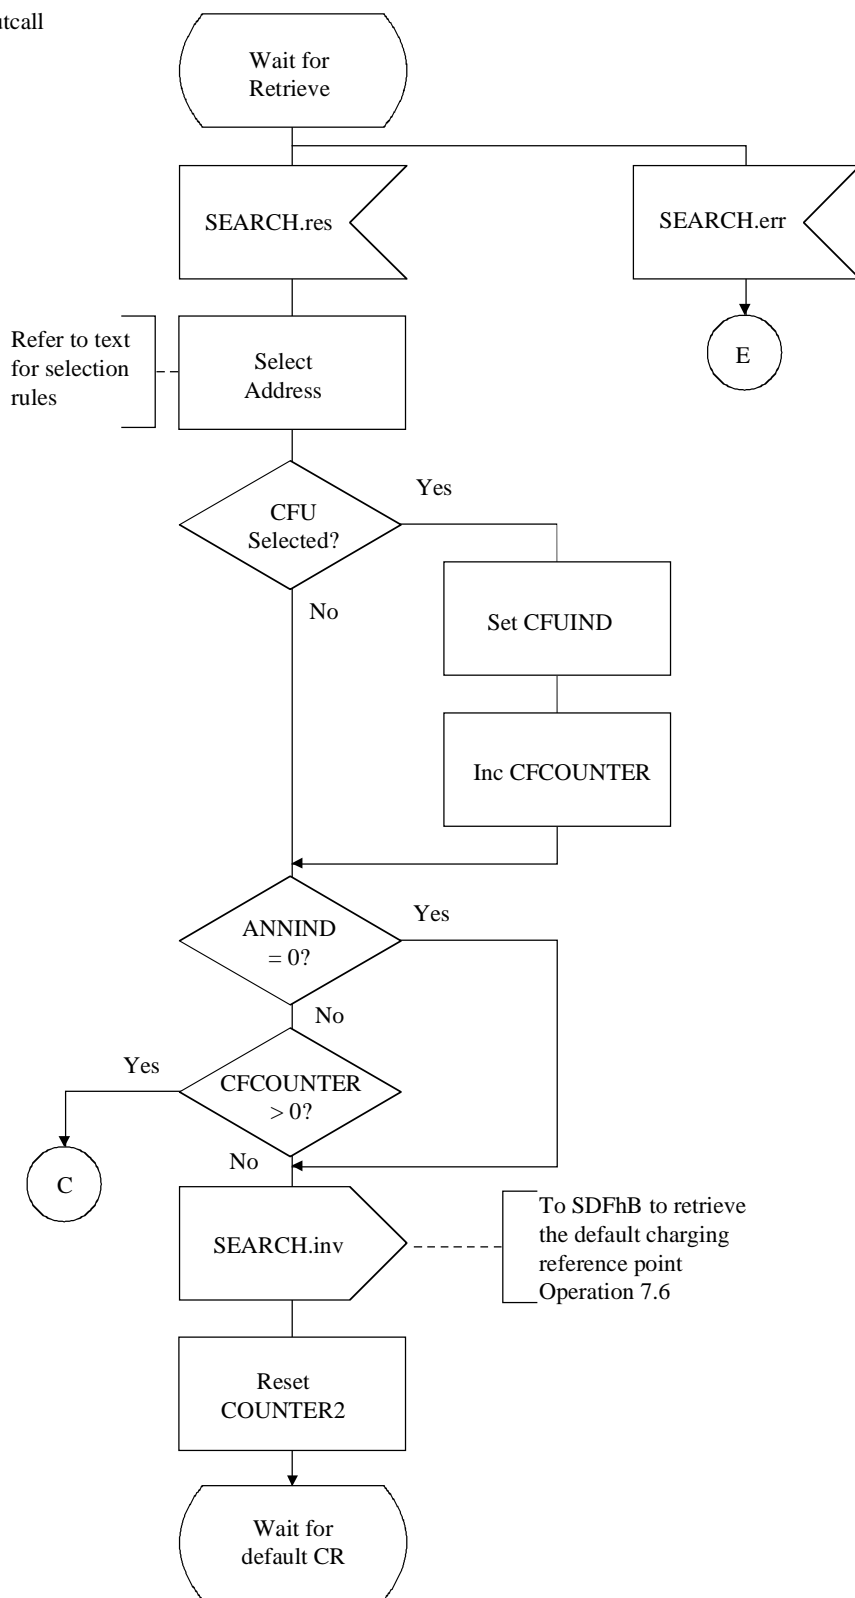 Wait for
Retrieve
SEARCH.res
SEARCH.err
Refer to text
for selection
rules
Select
Address
E
CFU
Selected?
Yes
No
Set CFUIND
Inc CFCOUNTER
ANNIND
= 0?
Yes
No
Yes
CFCOUNTER
> 0?
No
C
SEARCH.inv
To SDFhB to retrieve
the default charging
reference point
Operation 7.6
Reset
COUNTER2
Wait for
default CR